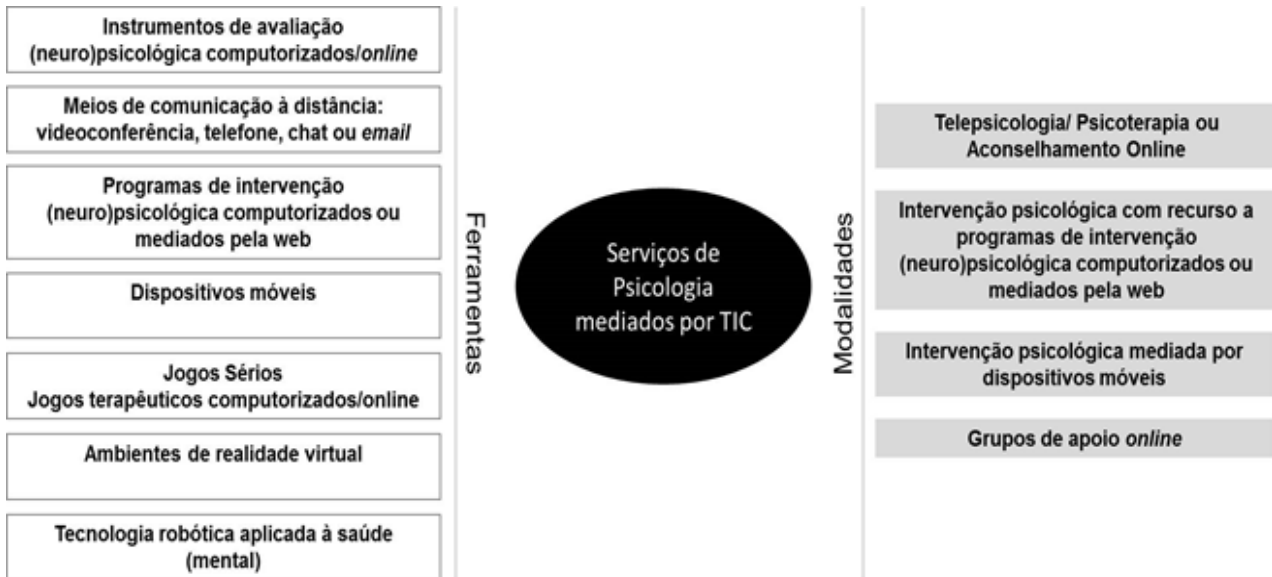 Instrumentos de avaliação
(neuro)psicológica computorizados/online
Meios de comunicação à distância:
videoconferência, telefone, chat ou email
Programas de intervenção
(neuro)psicológica computorizados ou
mediados pela web
Dispositivos móveis
Jogos Sérios
Jogos terapêuticos computorizados/online
Ambientes de realidade virtual
Tecnologia robótica aplicada à saúde
(mental)
Ferramentas
Serviços de
Psicologia
mediados por TIC
Modalidades
Telepsicologia/ Psicoterapia ou
Aconselhamento Online
Intervenção psicológica com recurso a
programas de intervenção
(neuro)psicológica computorizados ou
mediados pela web
Intervenção psicológica mediada por
dispositivos móveis
Grupos de apoio online